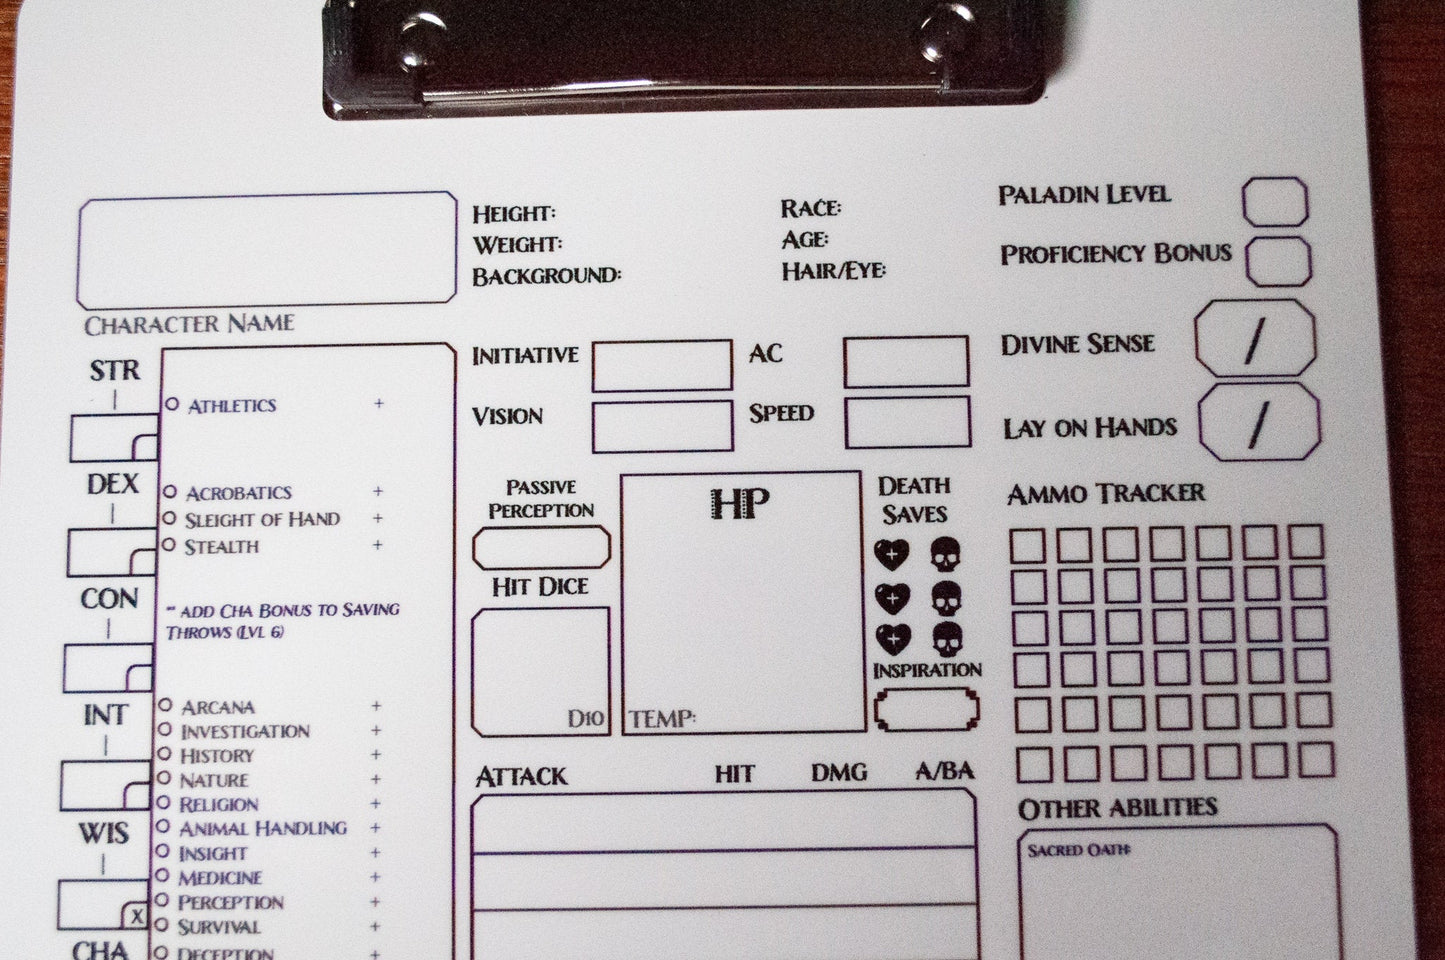 Height:
Weight:
Background:
Race:
Age:
Hair/Eye:
Paladin Level
Proficiency Bonus
Character Name
STR
Athletics +
DEX
Acrobatics +
Sleight of Hand +
Stealth +
CON
* add Cha Bonus to Saving
Throws (Lvl 6)
INT
Arcana +
Investigation +
History +
Nature +
Religion +
WIS
Animal Handling +
Insight +
Medicine +
Perception +
X
Survival +
CHA
Deception +
Initiative
AC
Vision
Speed
Passive
Perception
Hit Dice
D10
HP
TEMP:
Death
Saves
Inspiration
Attack HIT DMG A/BA
Divine Sense /
Lay on Hands /
Ammo Tracker
Other abilities
Sacred Oath: